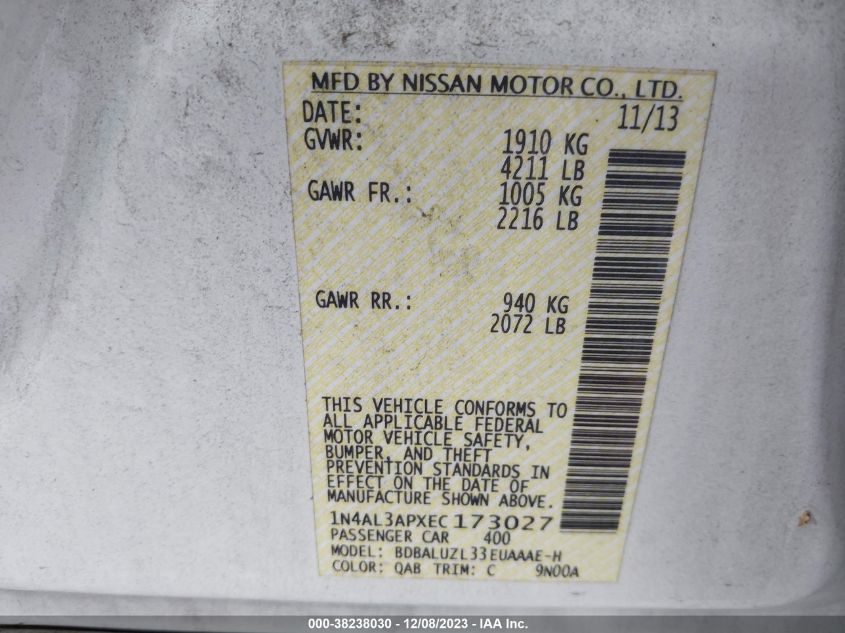 MFD BY NISSAN MOTOR CO., LTD.
DATE: 11/13
GVWR: 1910 KG
4211 LB
GAWR FR.: 1005 KG
2216 LB
GAWR RR.: 940 KG
2072 LB
THIS VEHICLE CONFORMS TO
ALL APPLICABLE FEDERAL
MOTOR VEHICLE SAFETY,
BUMPER, AND THEFT
PREVENTION STANDARDS IN
EFFECT ON THE DATE OF
MANUFACTURE SHOWN ABOVE.
1N4AL3APXEC173027
PASSENGER CAR 400
MODEL: BDBALUZL33EUAAAE-H
COLOR: QAB TRIM: C 9N00A
000-38238030 - 12/08/2023 - IAA Inc.